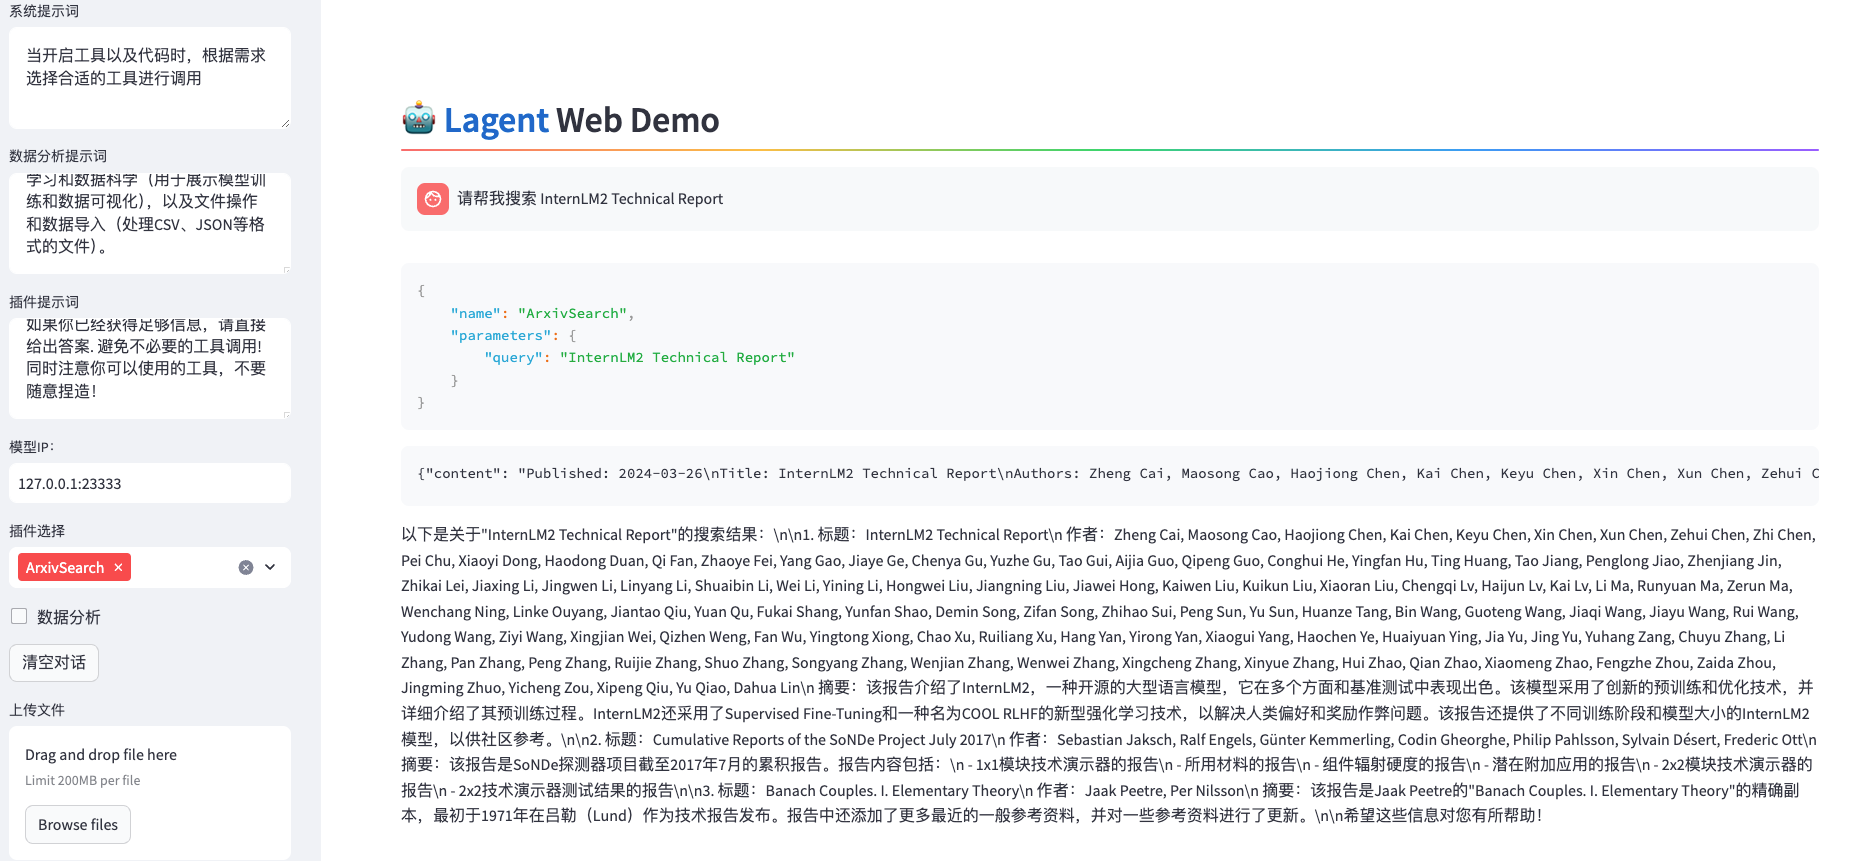 系统提示词
当开启工具以及代码时，根据需求
选择合适的工具进行调用
数据分析提示词
学习和数据科学（用于展示模型训
练和数据可视化），以及文件操作
和数据导入（处理CSV、JSON等格
式的文件）。
插件提示词
如果你已经获得足够信息，请直接
给出答案. 避免不必要的工具调用!
同时注意你可以使用的工具，不要
随意捏造！
模型IP：
127.0.0.1:23333
插件选择
ArxivSearch
数据分析
清空对话
上传文件
Drag and drop file here
Limit 200MB per file
Browse files
Lagent Web Demo
请帮我搜索 InternLM2 Technical Report
{
"name": "ArxivSearch",
"parameters": {
"query": "InternLM2 Technical Report"
}
}
{"content": "Published: 2024-03-26\nTitle: InternLM2 Technical Report\nAuthors: Zheng Cai, Maosong Cao, Haojiong Chen, Kai Chen, Keyu Chen, Xin Chen, Xun Chen, Zehui C
以下是关于"InternLM2 Technical Report"的搜索结果：\n\n1. 标题：InternLM2 Technical Report\n 作者：Zheng Cai, Maosong Cao, Haojiong Chen, Kai Chen, Keyu Chen, Xin Chen, Xun Chen, Zehui Chen, Zhi Chen,
Pei Chu, Xiaoyi Dong, Haodong Duan, Qi Fan, Zhaoye Fei, Yang Gao, Jiaye Ge, Chenya Gu, Yuzhe Gu, Tao Gui, Aijia Guo, Qipeng Guo, Conghui He, Yingfan Hu, Ting Huang, Tao Jiang, Penglong Jiao, Zhenjiang Jin,
Zhikai Lei, Jiaxing Li, Jingwen Li, Linyang Li, Shuaibin Li, Wei Li, Yining Li, Hongwei Liu, Jiangning Liu, Jiawei Hong, Kaiwen Liu, Kuikun Liu, Xiaoran Liu, Chengqi Lv, Haijun Lv, Kai Lv, Li Ma, Runyuan Ma, Zerun Ma,
Wenchang Ning, Linke Ouyang, Jiantao Qiu, Yuan Qu, Fukai Shang, Yunfan Shao, Demin Song, Zifan Song, Zhihao Sui, Peng Sun, Yu Sun, Huanze Tang, Bin Wang, Guoteng Wang, Jiaqi Wang, Jiayu Wang, Rui Wang,
Yudong Wang, Ziyi Wang, Xingjian Wei, Qizhen Weng, Fan Wu, Yingtong Xiong, Chao Xu, Ruiliang Xu, Hang Yan, Yirong Yan, Xiaogui Yang, Haochen Ye, Huaiyuan Ying, Jia Yu, Jing Yu, Yuhang Zang, Chuyu Zhang, Li
Zhang, Pan Zhang, Peng Zhang, Ruijie Zhang, Shuo Zhang, Songyang Zhang, Wenjian Zhang, Wenwei Zhang, Xingcheng Zhang, Xinyue Zhang, Hui Zhao, Qian Zhao, Xiaomeng Zhao, Fengzhe Zhou, Zaida Zhou,
Jingming Zhuo, Yicheng Zou, Xipeng Qiu, Yu Qiao, Dahua Lin\n 摘要：该报告介绍了InternLM2，一种开源的大型语言模型，它在多个方面和基准测试中表现出色。该模型采用了创新的预训练和优化技术，并
详细介绍了其预训练过程。InternLM2还采用了Supervised Fine-Tuning和一种名为COOL RLHF的新型强化学习技术，以解决人类偏好和奖励作弊问题。该报告还提供了不同训练阶段和模型大小的InternLM2
模型，以供社区参考。\n\n2. 标题：Cumulative Reports of the SoNDe Project July 2017\n 作者：Sebastian Jaksch, Ralf Engels, Günter Kemmerling, Codin Gheorghe, Philip Pahlsson, Sylvain Désert, Frederic Ott\n
摘要：该报告是SoNDe探测器项目截至2017年7月的累积报告。报告内容包括：\n - 1x1模块技术演示器的报告\n - 所用材料的报告\n - 组件辐射硬度的报告\n - 潜在附加应用的报告\n - 2x2模块技术演示器的
报告\n - 2x2技术演示器测试结果的报告\n\n3. 标题：Banach Couples. I. Elementary Theory\n 作者：Jaak Peetre, Per Nilsson\n 摘要：该报告是Jaak Peetre的"Banach Couples. I. Elementary Theory"的精确副
本，最初于1971年在吕勒（Lund）作为技术报告发布。报告中还添加了更多最近的一般参考资料，并对一些参考资料进行了更新。\n\n希望这些信息对您有所帮助！